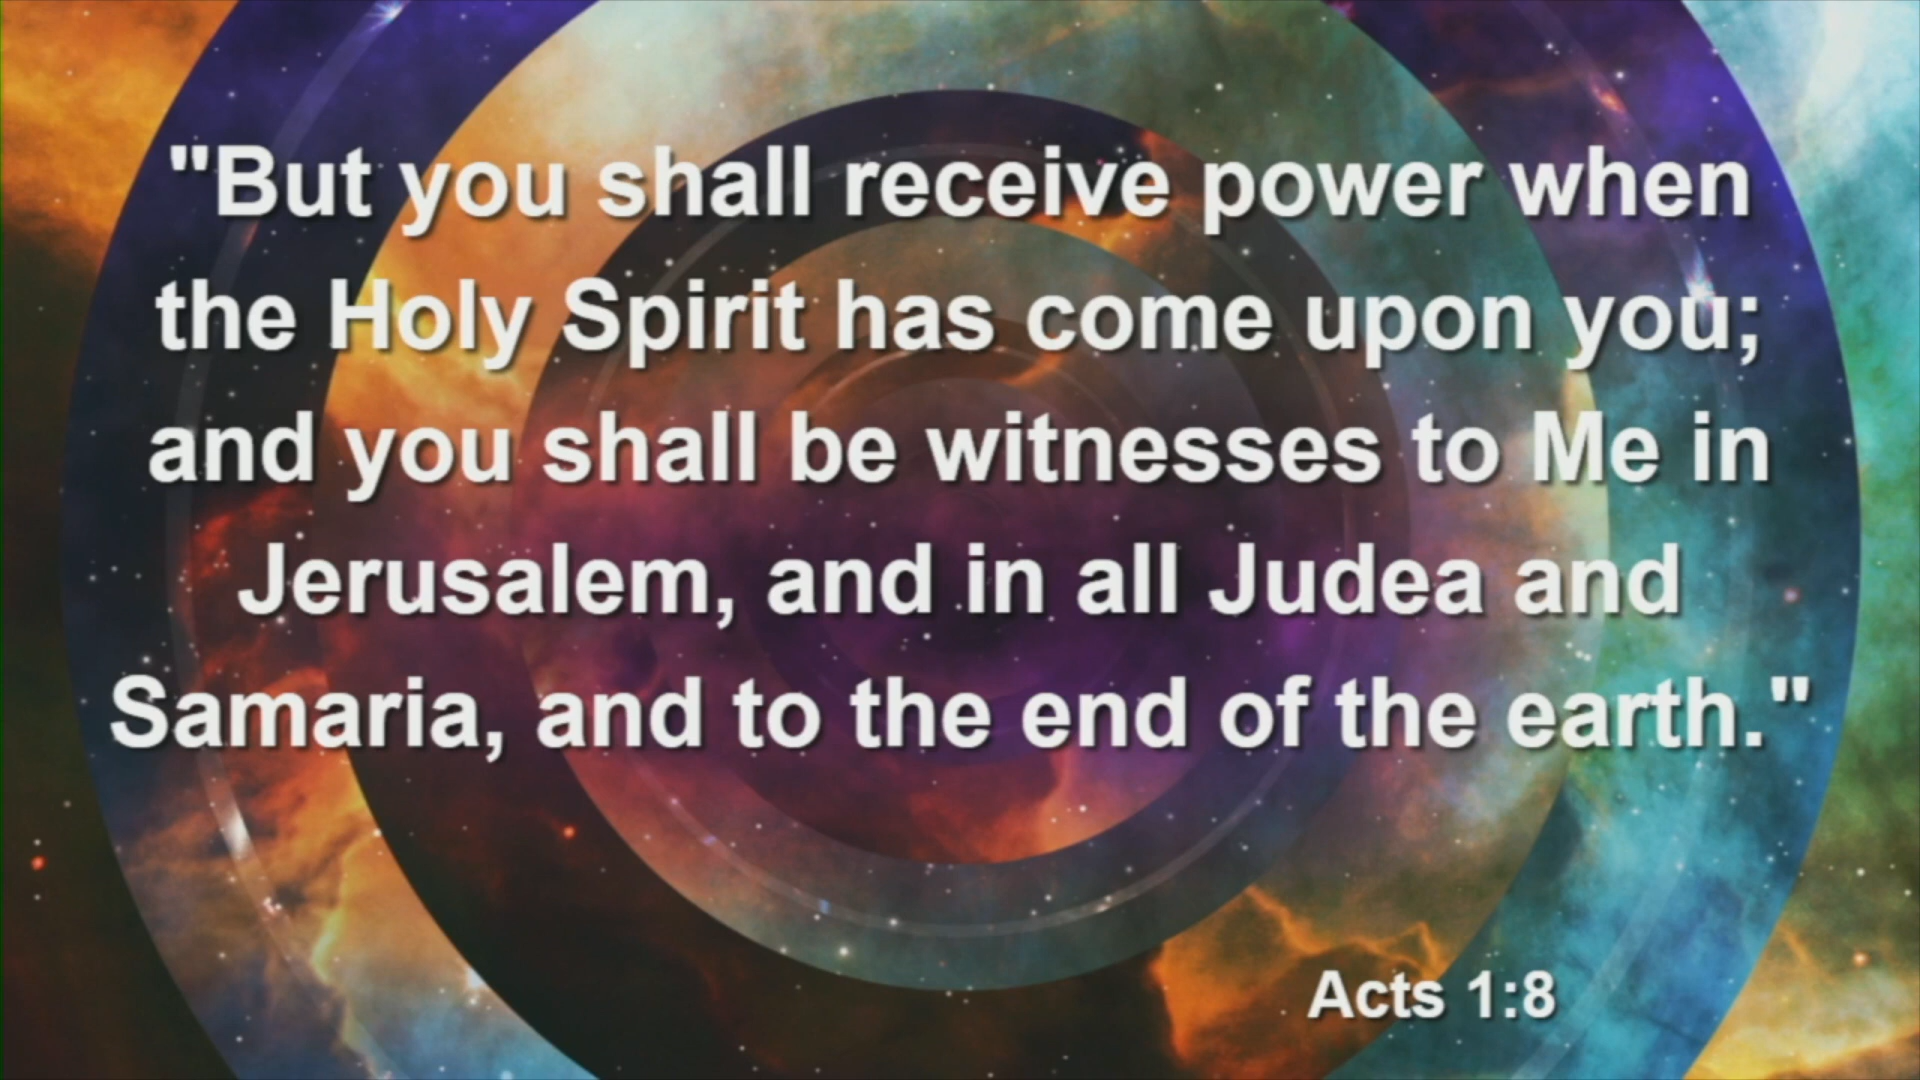 "But you shall receive power when
the Holy Spirit has come upon you;
and you shall be witnesses to Me in
Jerusalem, and in all Judea and
Samaria, and to the end of the earth."
Acts 1:8